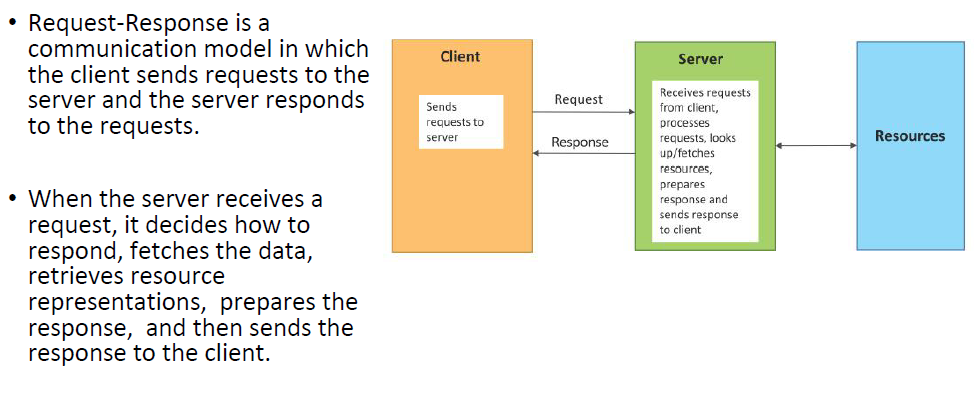 • Request-Response is a
communication model in which
the client sends requests to the
server and the server responds
to the requests.
• When the server receives a
request, it decides how to
respond, fetches the data,
retrieves resource
representations, prepares the
response, and then sends the
response to the client.
Client
Sends
requests to
server
Request
Response
Server
Receives requests
from client,
processes
requests, looks
up/fetches
resources,
prepares
response and
sends response
to client
Resources